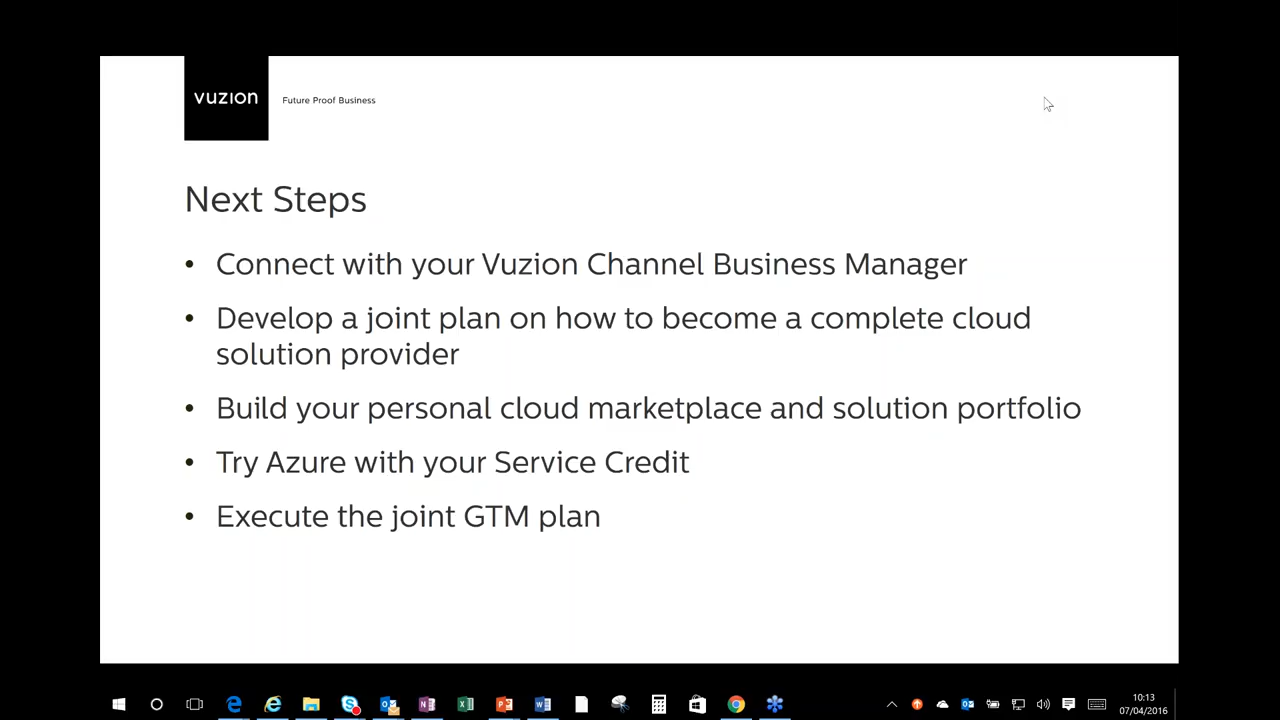 vuzion
Future Proof Business
Next Steps
• Connect with your Vuzion Channel Business Manager
• Develop a joint plan on how to become a complete cloud
solution provider
• Build your personal cloud marketplace and solution portfolio
• Try Azure with your Service Credit
• Execute the joint GTM plan
10:13
07/04/2016